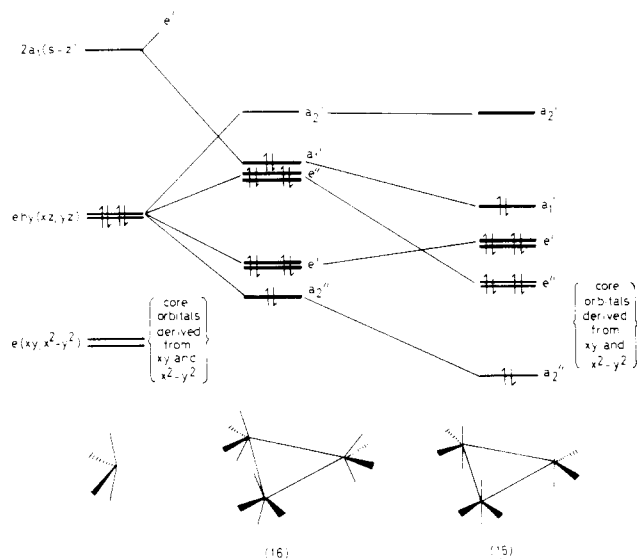 e'
2a₁(s-z)
a₂'
a₂'
a₁'
e''
a₁'
e hy(xz, yz)
e'
e'
e''
a₂''
core
orbitals
derived
from
xy and
x²-y²
e(xy, x²-y²)
core
orbitals
derived
from
xy and
x²-y²
a₂''
(16)
(15)